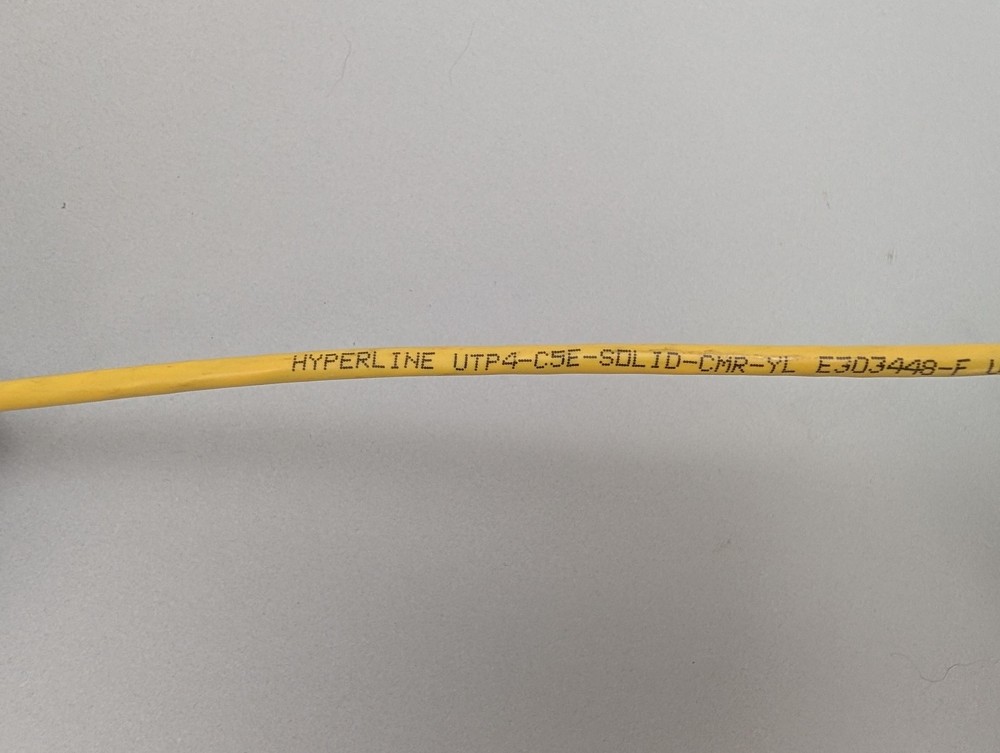 HYPERLINE UTP4-C5E-SOLID-CMR-YL E303448-F